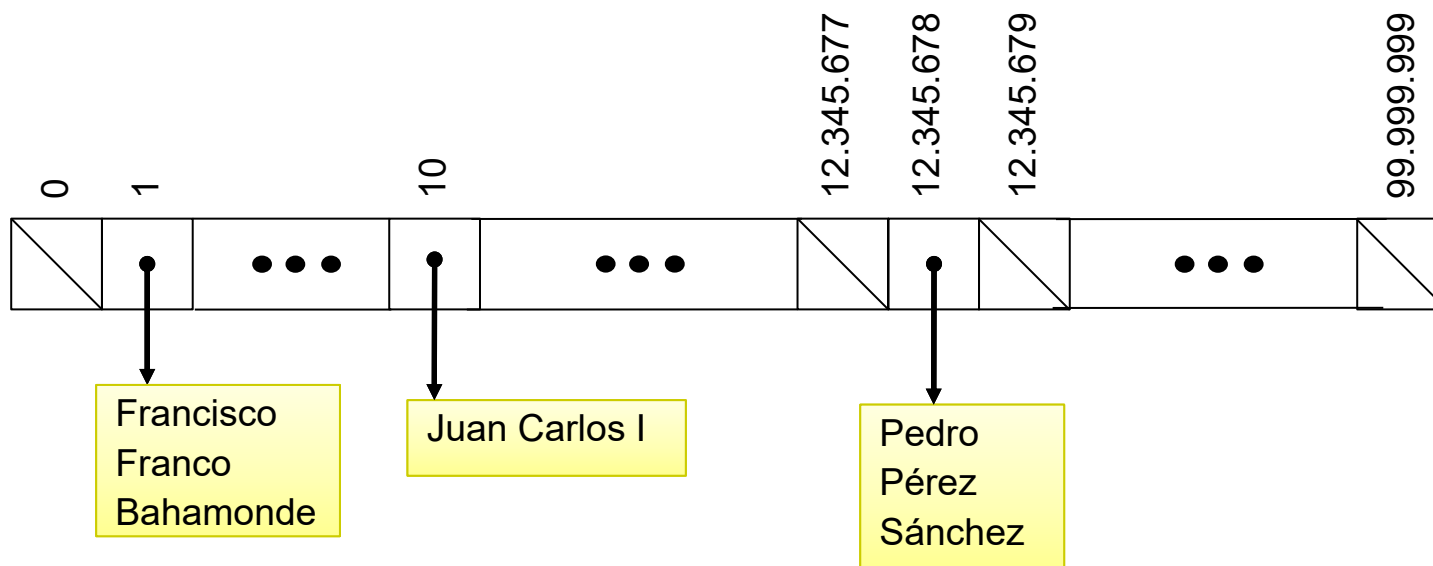 0
1
10
12.345.677
12.345.678
12.345.679
99.999.999
Francisco
Franco
Bahamonde
Juan Carlos I
Pedro
Pérez
Sánchez